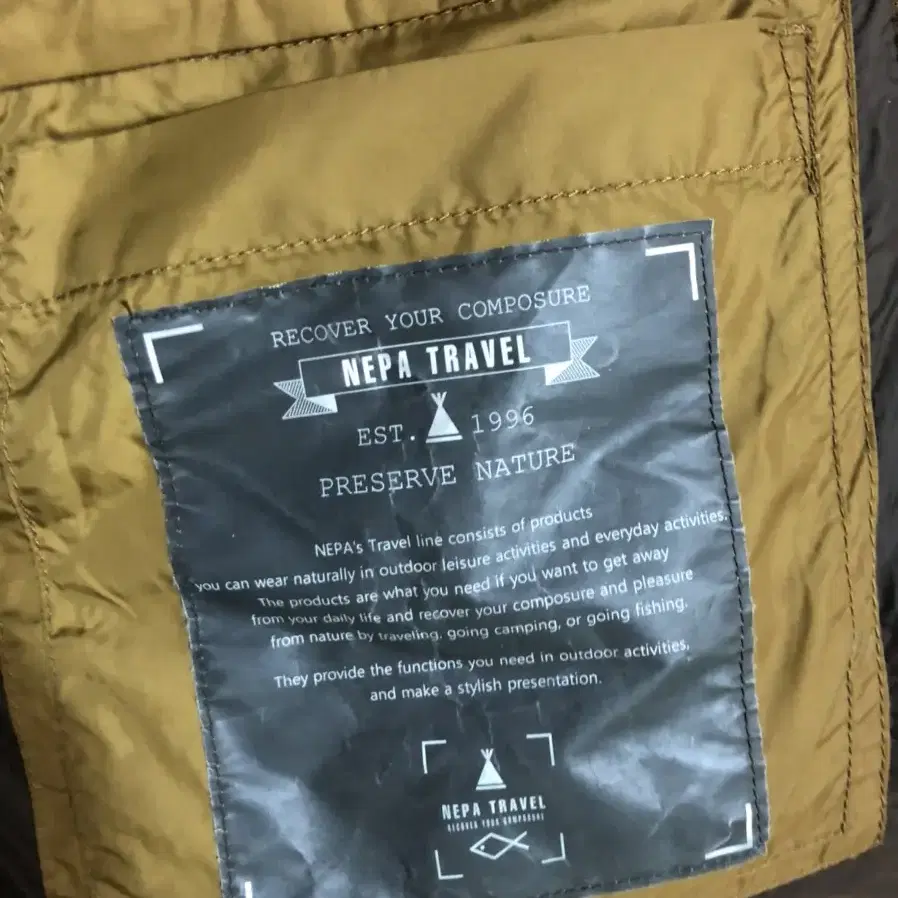 RECOVER YOUR COMPOSURE
NEPA TRAVEL
EST. 1996
PRESERVE NATURE
NEPA's Travel line consists of products
you can wear naturally in outdoor leisure activities and everyday activities.
The products are what you need if you want to get away
from your daily life and recover your composure and pleasure
from nature by traveling, going camping, or going fishing.
They provide the functions you need in outdoor activities,
and make a stylish presentation.
NEPA TRAVEL
RECOVER YOUR COMPOSURE